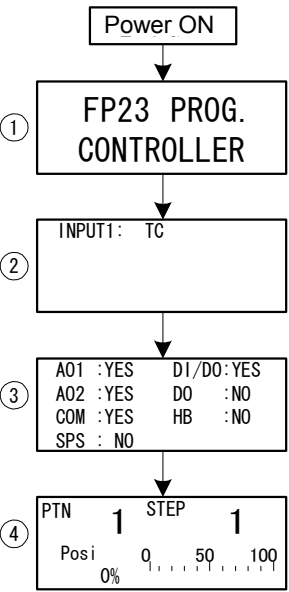 Power ON
① FP23 PROG.
CONTROLLER
② INPUT1: TC
③ AO1 :YES DI/DO:YES
AO2 :YES DO :NO
COM :YES HB :NO
SPS : NO
④ PTN 1 STEP 1
Posi 0 50 100
0%